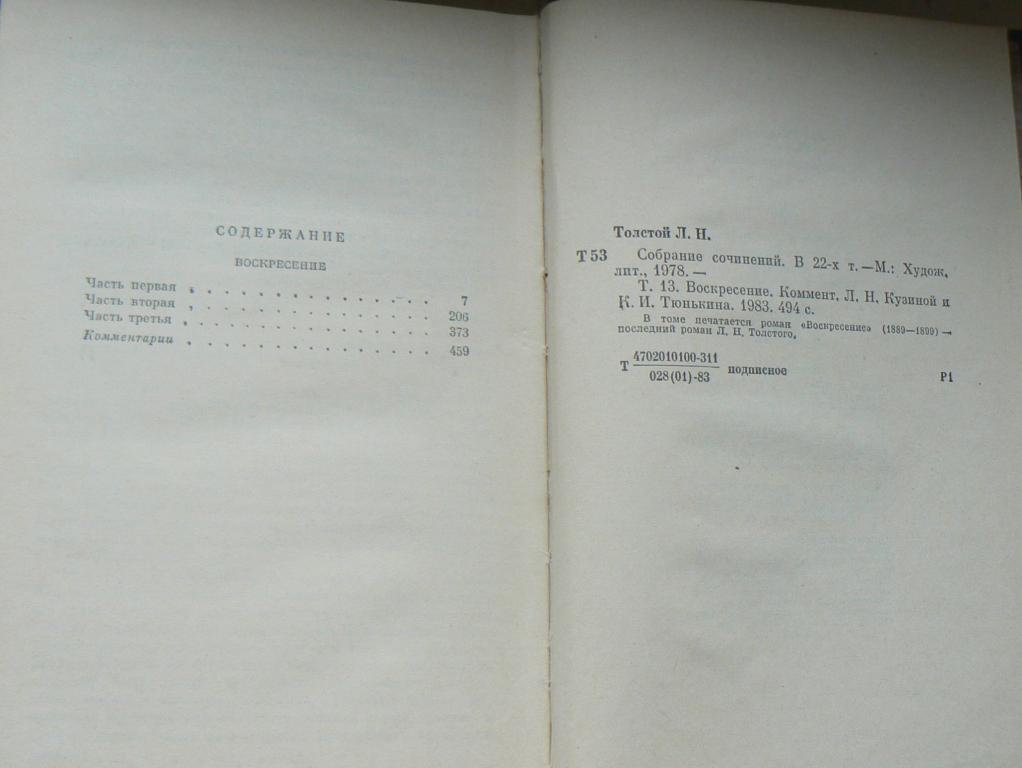 СОДЕРЖАНИЕ
ВОСКРЕСЕНИЕ
Часть первая . . . . . . . . . . . . . . . 7
Часть вторая . . . . . . . . . . . . . . . 206
Часть третья . . . . . . . . . . . . . . . 373
Комментарии . . . . . . . . . . . . . . . 459
Толстой Л. Н.
Т 53 Собрание сочинений. В 22-х т. — М.: Худож.
лит., 1978. —
Т. 13. Воскресение. Коммент. Л. Н. Кузиной и
К. И. Тюнькина. 1983. 494 с.
В томе печатается роман «Воскресение» (1889—1899) —
последний роман Л. Н. Толстого.
Т 4702010100-311
028(01)-83 подписное
Р1